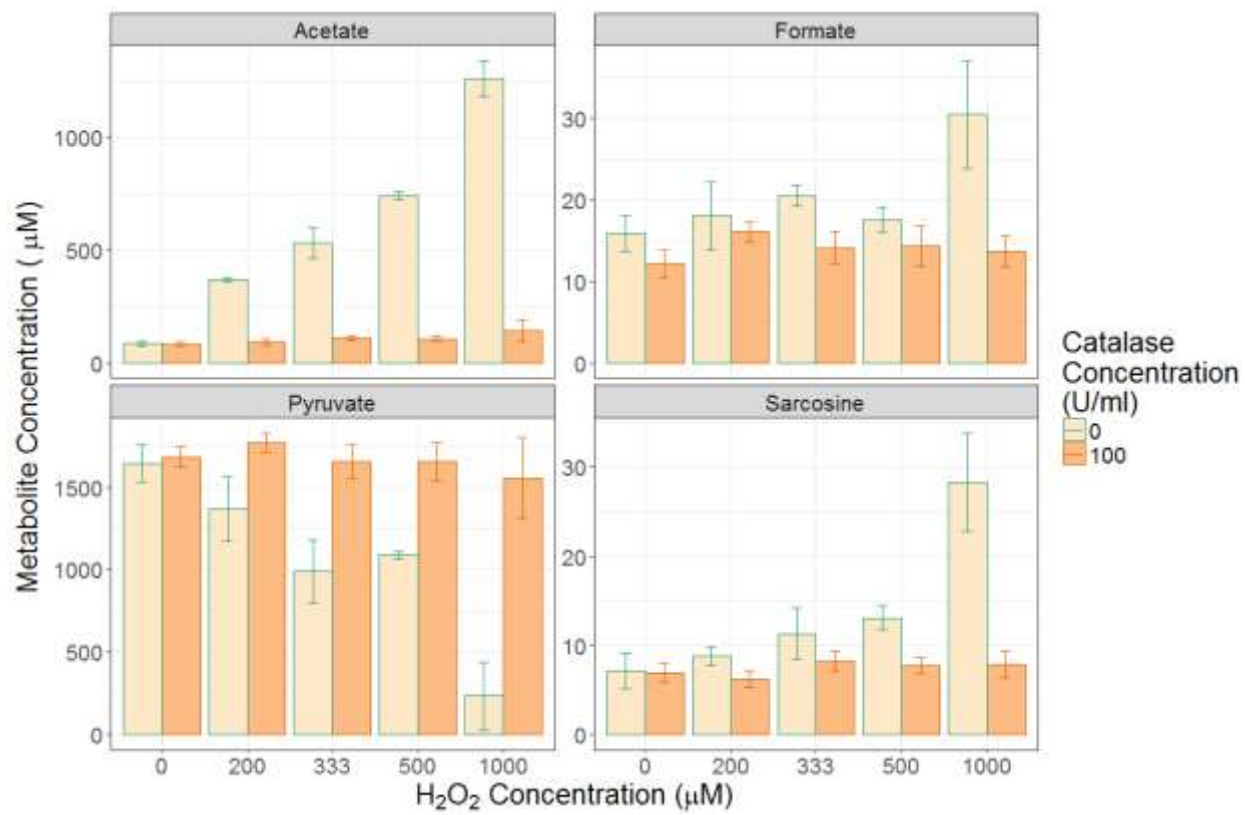 Acetate
Formate
1000
500
0
30
20
10
0
Pyruvate
Sarcosine
1500
1000
500
0
30
20
10
0
0 200 333 500 1000
0 200 333 500 1000
Metabolite Concentration ( μM)
H₂O₂ Concentration (μM)
Catalase
Concentration
(U/ml)
0
100